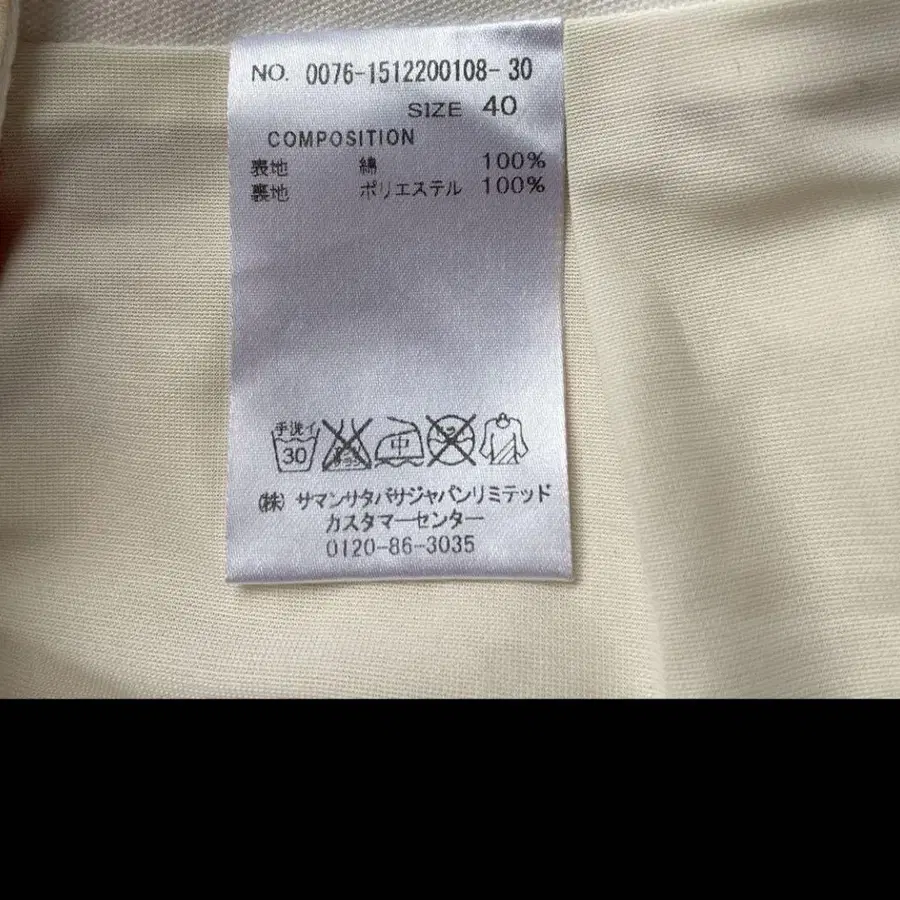 NO. 0076-1512200108-30
SIZE 40
COMPOSITION
表地 綿 100%
裏地 ポリエステル 100%
手洗イ 30 中
(株) サマンサタバサジャパンリミテッド
カスタマーセンター
0120-86-3035